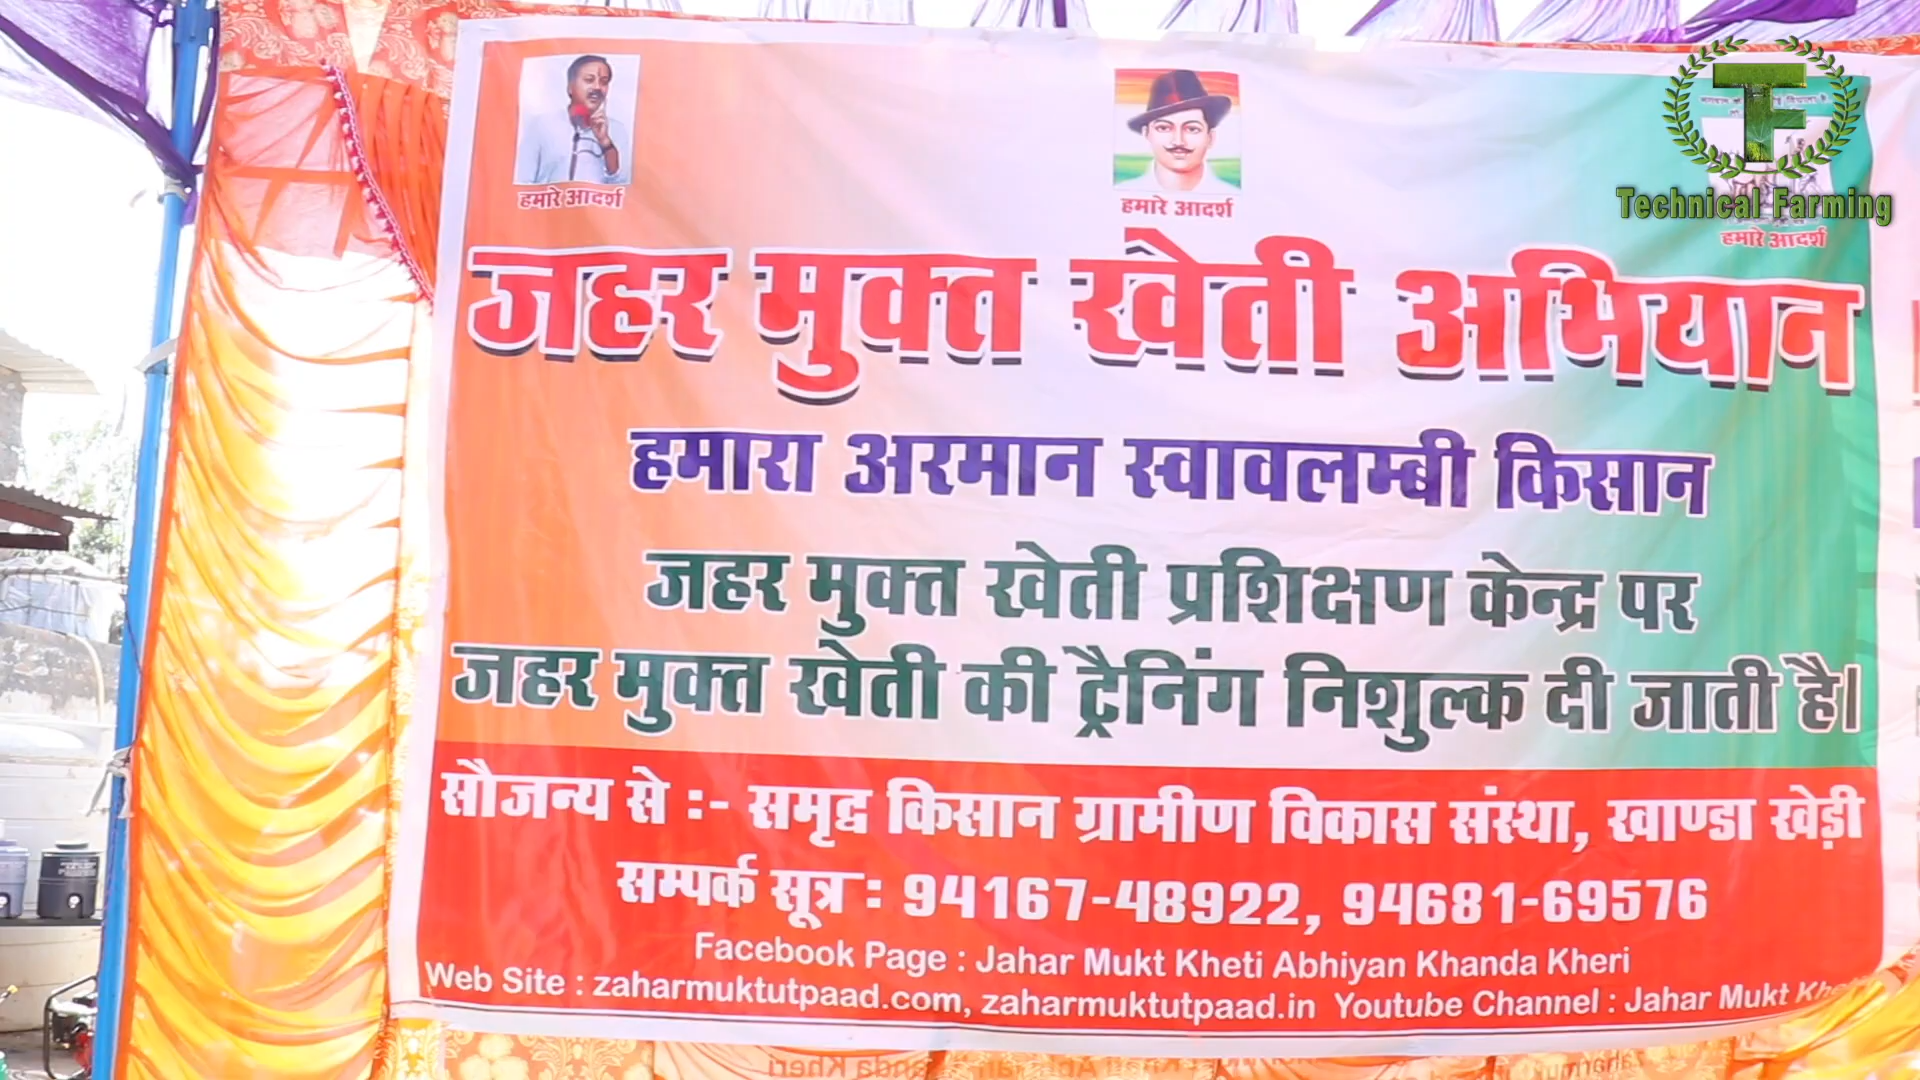 हमारे आदर्श
हमारे आदर्श
Technical Farming
हमारे आदर्श
जहर मुक्त खेती अभियान
हमारा अरमान स्वावलम्बी किसान
जहर मुक्त खेती प्रशिक्षण केन्द्र पर
जहर मुक्त खेती की ट्रैनिंग निशुल्क दी जाती है।
सौजन्य से :- समृद्व किसान ग्रामीण विकास संस्था, खाण्डा खेड़ी
सम्पर्क सूत्र : 94167-48922, 94681-69576
Facebook Page : Jahar Mukt Kheti Abhiyan Khanda Kheri
Web Site : zaharmuktutpaad.com, zaharmuktutpaad.in Youtube Channel : Jahar Mukt